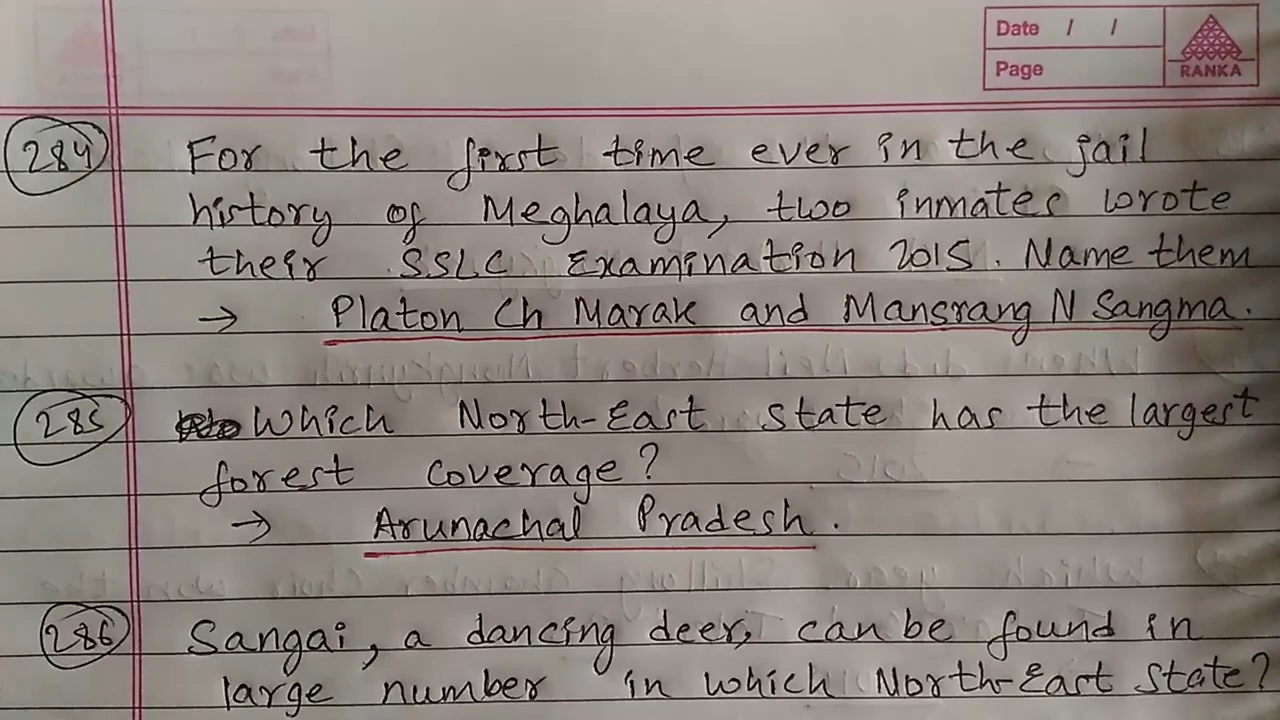 Date / /
Page
RANKA
284 For the first time ever in the jail
history of Meghalaya, two inmates wrote
their SSLC Examination 2015. Name them
→ Platon Ch Marak and Mansrang N Sangma.
285 Which North-East state has the largest
forest coverage?
→ Arunachal Pradesh.
286 Sangai, a dancing deer, can be found in
large number in which North-East state?